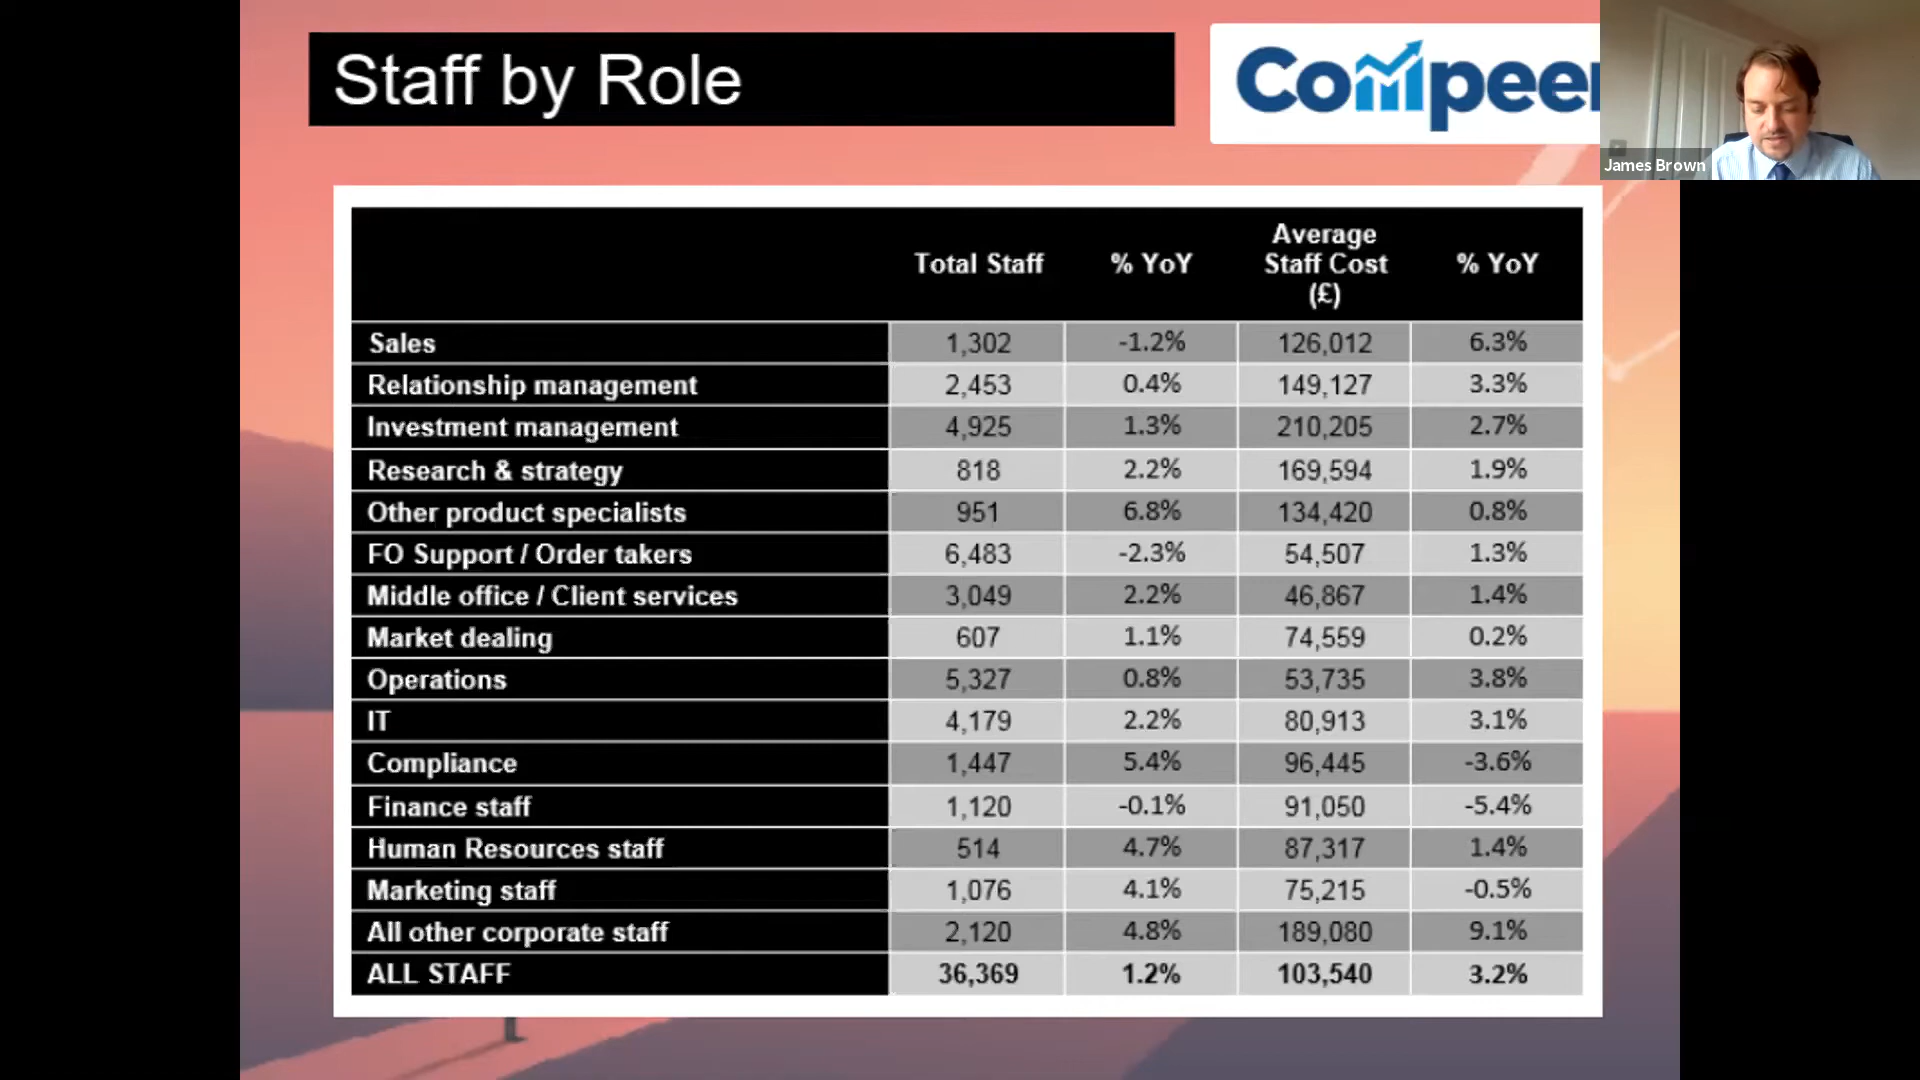 Staff by Role
Compeer
James Brown
Total Staff % YoY Average Staff Cost (£) % YoY
Sales 1,302 -1.2% 126,012 6.3%
Relationship management 2,453 0.4% 149,127 3.3%
Investment management 4,925 1.3% 210,205 2.7%
Research & strategy 818 2.2% 169,594 1.9%
Other product specialists 951 6.8% 134,420 0.8%
FO Support / Order takers 6,483 -2.3% 54,507 1.3%
Middle office / Client services 3,049 2.2% 46,867 1.4%
Market dealing 607 1.1% 74,559 0.2%
Operations 5,327 0.8% 53,735 3.8%
IT 4,179 2.2% 80,913 3.1%
Compliance 1,447 5.4% 96,445 -3.6%
Finance staff 1,120 -0.1% 91,050 -5.4%
Human Resources staff 514 4.7% 87,317 1.4%
Marketing staff 1,076 4.1% 75,215 -0.5%
All other corporate staff 2,120 4.8% 189,080 9.1%
ALL STAFF 36,369 1.2% 103,540 3.2%